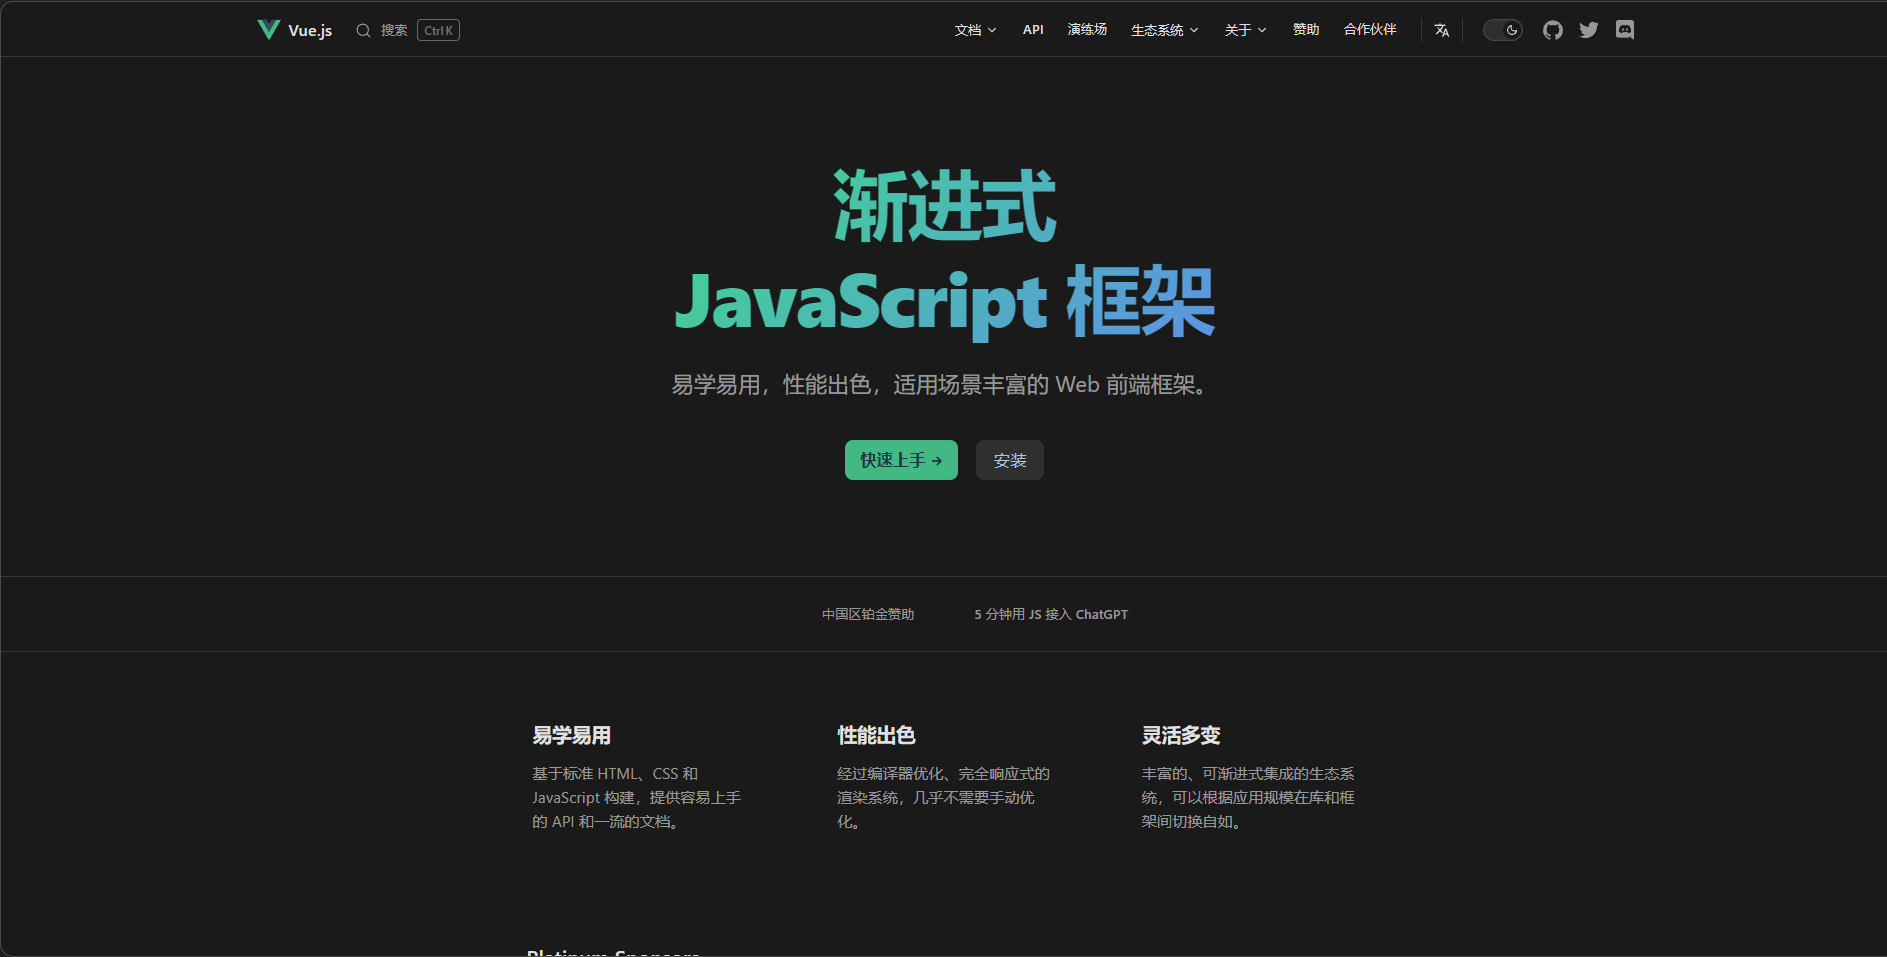 Vue.js 搜索 Ctrl K 文档 API 演练场 生态系统 关于 赞助 合作伙伴
渐进式
JavaScript 框架
易学易用，性能出色，适用场景丰富的 Web 前端框架。
快速上手 → 安装
中国区铂金赞助 5 分钟用 JS 接入 ChatGPT
易学易用
基于标准 HTML、CSS 和
JavaScript 构建，提供容易上手
的 API 和一流的文档。
性能出色
经过编译器优化、完全响应式的
渲染系统，几乎不需要手动优
化。
灵活多变
丰富的、可渐进式集成的生态系
统，可以根据应用规模在库和框
架间切换自如。
Platinum Sponsors